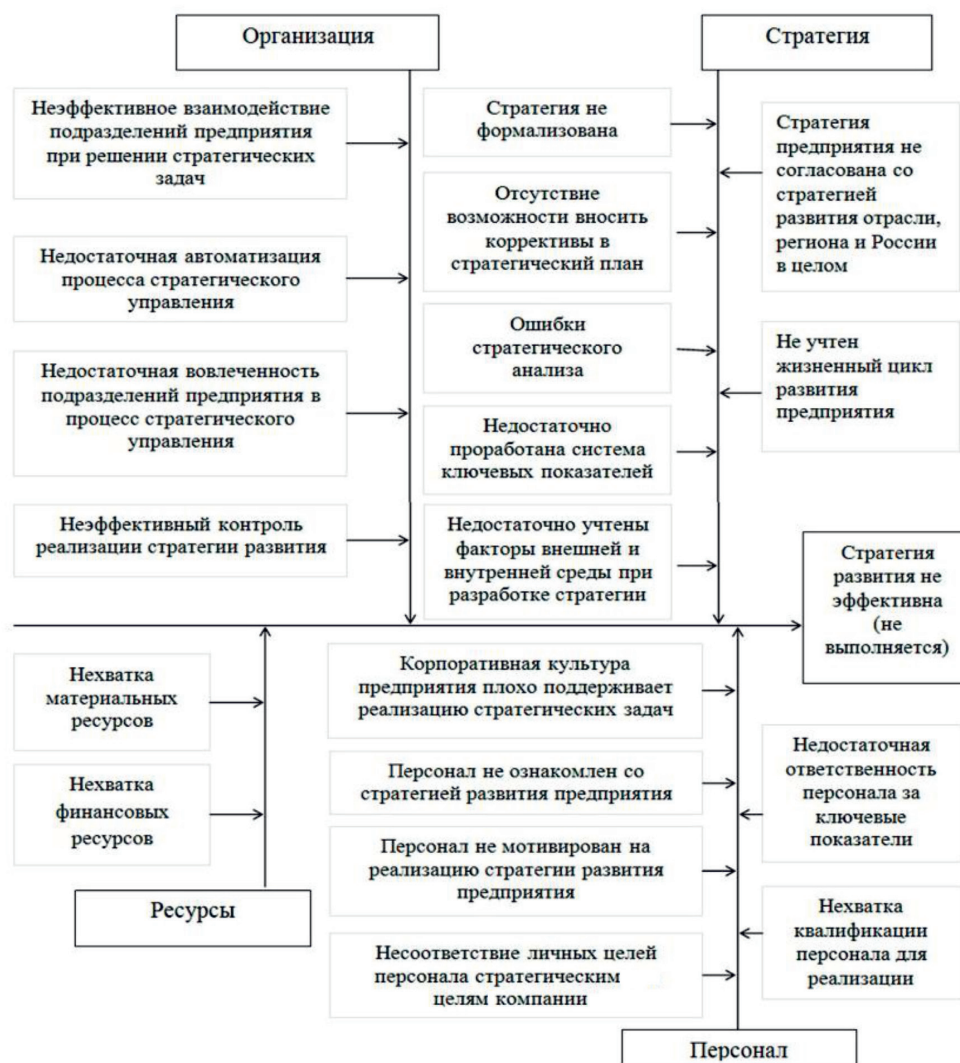 Организация
Стратегия
Неэффективное взаимодействие
подразделений предприятия
при решении стратегических
задач
Стратегия не
формализована
Стратегия
предприятия не
согласована со
стратегией
развития отрасли,
региона и России
в целом
Отсутствие
возможности вносить
коррективы в
стратегический план
Недостаточная автоматизация
процесса стратегического
управления
Ошибки
стратегического
анализа
Не учтен
жизненный цикл
развития
предприятия
Недостаточная вовлеченность
подразделений предприятия в
процесс стратегического
управления
Недостаточно
проработана система
ключевых показателей
Неэффективный контроль
реализации стратегии развития
Недостаточно учтены
факторы внешней и
внутренней среды при
разработке стратегии
Стратегия
развития не
эффективна
(не
выполняется)
Нехватка
материальных
ресурсов
Корпоративная культура
предприятия плохо поддерживает
реализацию стратегических задач
Нехватка
финансовых
ресурсов
Персонал не ознакомлен со
стратегией развития предприятия
Недостаточная
ответственность
персонала за
ключевые
показатели
Персонал не мотивирован на
реализацию стратегии развития
предприятия
Ресурсы
Нехватка
квалификации
персонала для
реализации
Несоответствие личных целей
персонала стратегическим
целям компании
Персонал